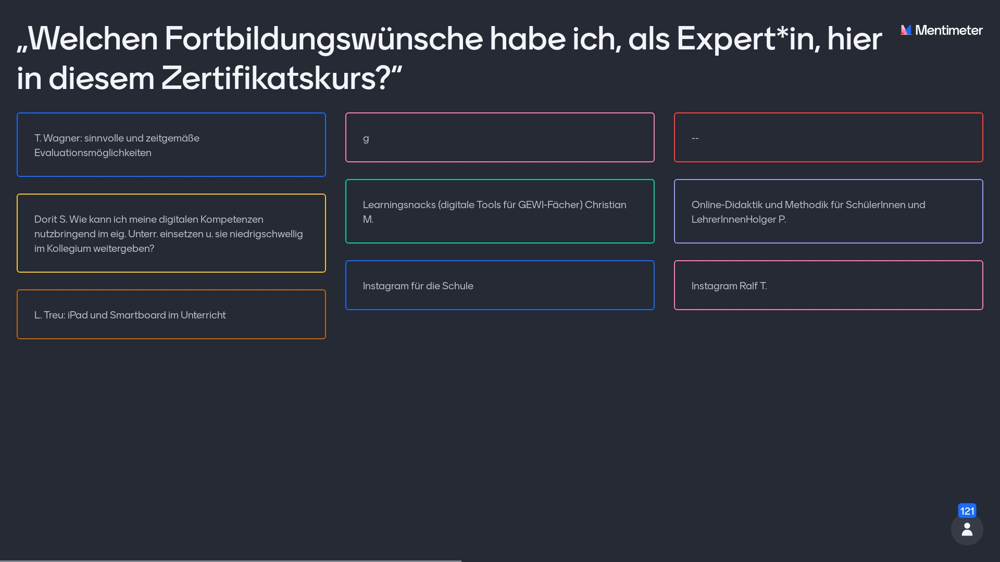 „Welchen Fortbildungswünsche habe ich, als Expert*in, hier
in diesem Zertifikatskurs?“
Mentimeter
T. Wagner: sinnvolle und zeitgemäße
Evaluationsmöglichkeiten
g
--
Dorit S. Wie kann ich meine digitalen Kompetenzen
nutzbringend im eig. Unterr. einsetzen u. sie niedrigschwellig
im Kollegium weitergeben?
Learningsnacks (digitale Tools für GEWI-Fächer) Christian
M.
Online-Didaktik und Methodik für SchülerInnen und
LehrerInnenHolger P.
L. Treu: iPad und Smartboard im Unterricht
Instagram für die Schule
Instagram Ralf T.
121